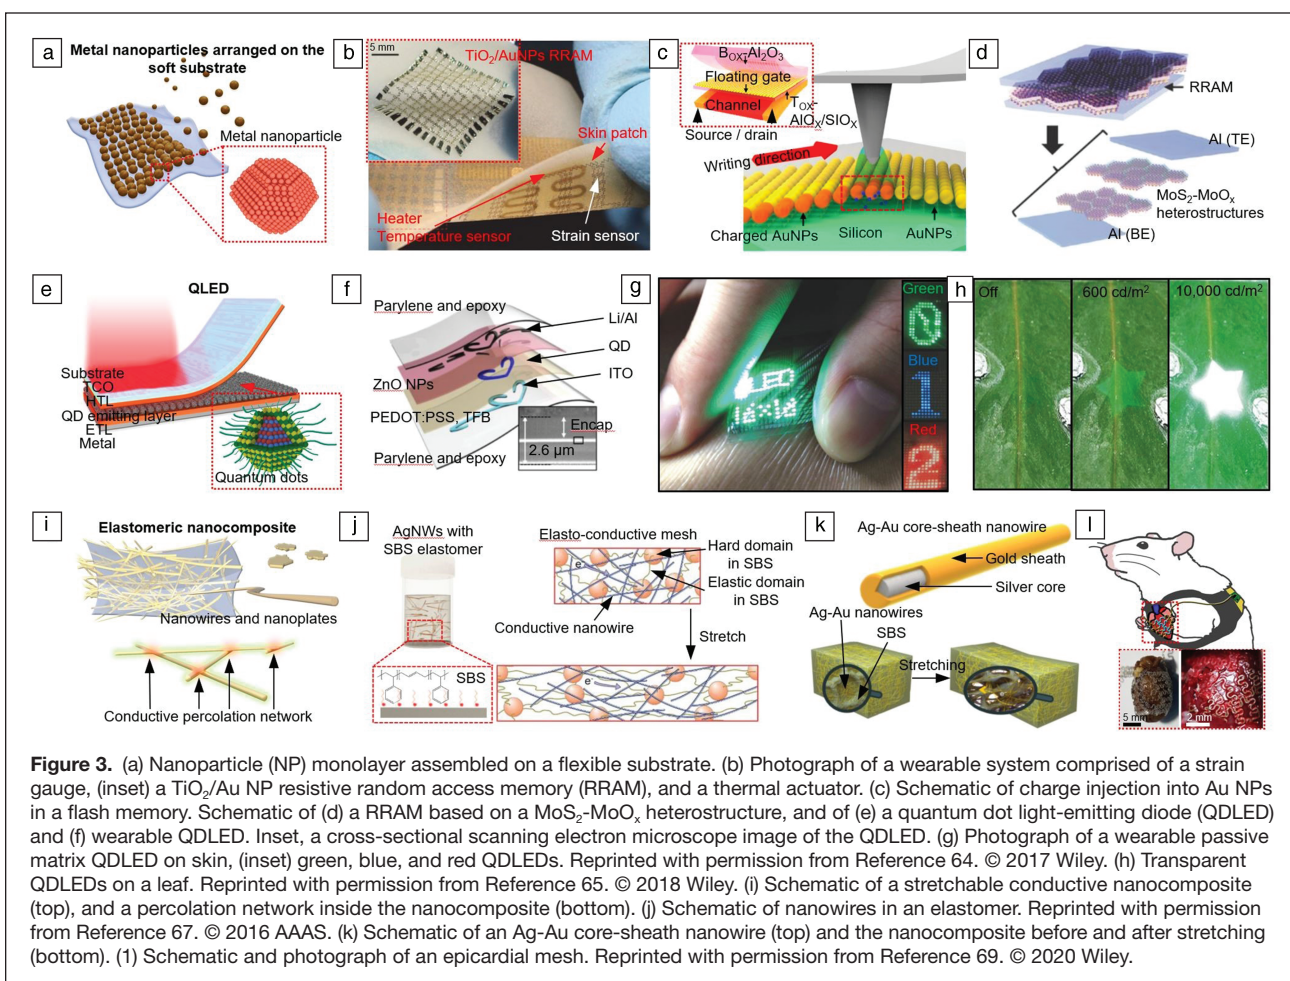 a
Metal nanoparticles arranged on the
soft substrate
Metal nanoparticle
b
5 mm
TiO₂/AuNPs RRAM
Skin patch
Heater
Temperature sensor
Strain sensor
c
B_OX-Al₂O₃
Floating gate
Channel
T_OX-
AlOₓ/SIOₓ
Source / drain
Writing direction
Charged AuNPs
Silicon
AuNPs
d
RRAM
Al (TE)
MoS₂-MoOₓ
heterostructures
Al (BE)
e
QLED
Substrate
TCO
HTL
QD emitting layer
ETL
Metal
Quantum dots
f
Parylene and epoxy
Li/Al
QD
ITO
ZnO NPs
PEDOT:PSS, TFB
Encap
2.6 µm
Parylene and epoxy
g
QLED
16x16
Green
0
Blue
1
Red
2
h
Off
600 cd/m²
10,000 cd/m²
i
Elastomeric nanocomposite
Nanowires and nanoplates
Conductive percolation network
j
AgNWs with
SBS elastomer
SBS
Elasto-conductive mesh
Hard domain
in SBS
Elastic domain
in SBS
e⁻
Conductive nanowire
Stretch
e⁻
k
Ag-Au core-sheath nanowire
Gold sheath
Silver core
Ag-Au nanowires
SBS
Stretching
l
5 mm
2 mm
Figure 3. (a) Nanoparticle (NP) monolayer assembled on a flexible substrate. (b) Photograph of a wearable system comprised of a strain
gauge, (inset) a TiO₂/Au NP resistive random access memory (RRAM), and a thermal actuator. (c) Schematic of charge injection into Au NPs
in a flash memory. Schematic of (d) a RRAM based on a MoS₂-MoOₓ heterostructure, and of (e) a quantum dot light-emitting diode (QDLED)
and (f) wearable QDLED. Inset, a cross-sectional scanning electron microscope image of the QDLED. (g) Photograph of a wearable passive
matrix QDLED on skin, (inset) green, blue, and red QDLEDs. Reprinted with permission from Reference 64. © 2017 Wiley. (h) Transparent
QDLEDs on a leaf. Reprinted with permission from Reference 65. © 2018 Wiley. (i) Schematic of a stretchable conductive nanocomposite
(top), and a percolation network inside the nanocomposite (bottom). (j) Schematic of nanowires in an elastomer. Reprinted with permission
from Reference 67. © 2016 AAAS. (k) Schematic of an Ag-Au core-sheath nanowire (top) and the nanocomposite before and after stretching
(bottom). (1) Schematic and photograph of an epicardial mesh. Reprinted with permission from Reference 69. © 2020 Wiley.